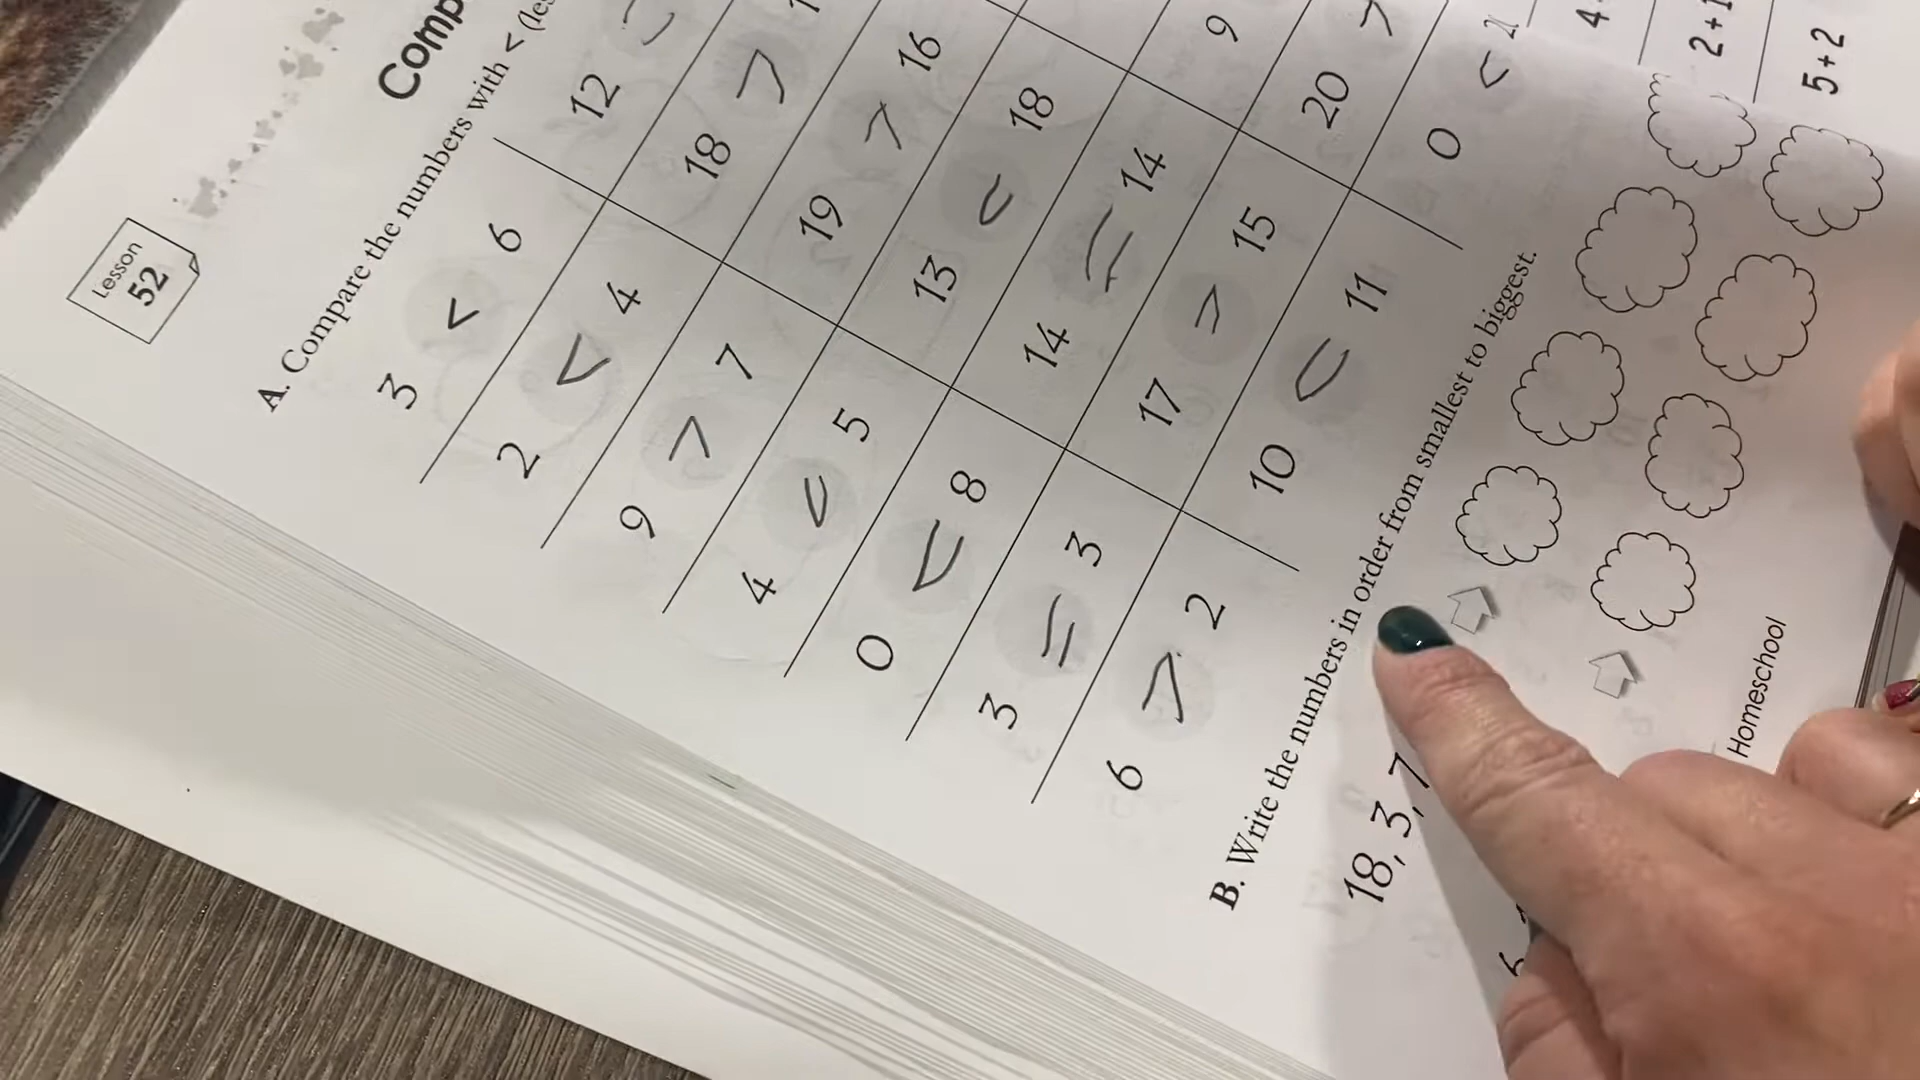 Lesson
52
Comp
A. Compare the numbers with < (les
3 < 6
12
2 < 4
18 >
9 > 7
19 > 16
4 < 5
13 < 18
0 < 8
14 = 14
9
3 = 3
17 > 15
20 >
6 > 2
10 < 11
0 <
B. Write the numbers in order from smallest to biggest.
18, 3, 7
4
2+1
5+2
Homeschool